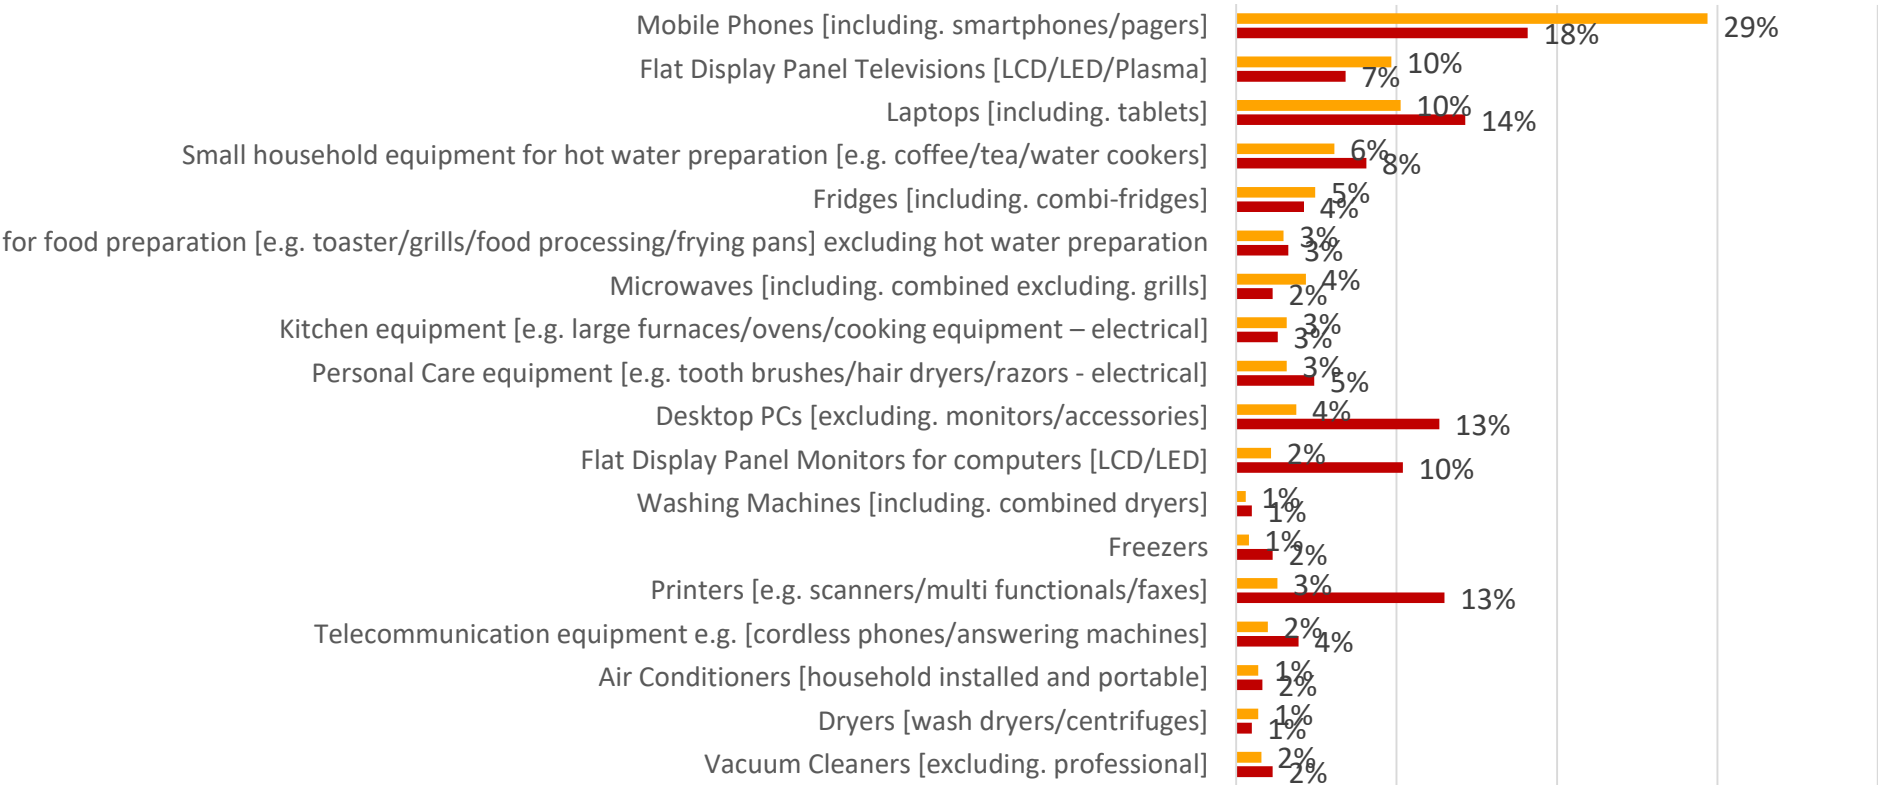 Mobile Phones [including. smartphones/pagers] 29%
18%
Flat Display Panel Televisions [LCD/LED/Plasma] 10%
7%
Laptops [including. tablets] 10%
14%
Small household equipment for hot water preparation [e.g. coffee/tea/water cookers] 6%
8%
Fridges [including. combi-fridges] 5%
4%
for food preparation [e.g. toaster/grills/food processing/frying pans] excluding hot water preparation 3%
3%
Microwaves [including. combined excluding. grills] 4%
2%
Kitchen equipment [e.g. large furnaces/ovens/cooking equipment – electrical] 3%
3%
Personal Care equipment [e.g. tooth brushes/hair dryers/razors - electrical] 3%
5%
Desktop PCs [excluding. monitors/accessories] 4%
13%
Flat Display Panel Monitors for computers [LCD/LED] 2%
10%
Washing Machines [including. combined dryers] 1%
1%
Freezers 1%
2%
Printers [e.g. scanners/multi functionals/faxes] 3%
13%
Telecommunication equipment e.g. [cordless phones/answering machines] 2%
4%
Air Conditioners [household installed and portable] 1%
2%
Dryers [wash dryers/centrifuges] 1%
1%
Vacuum Cleaners [excluding. professional] 2%
2%